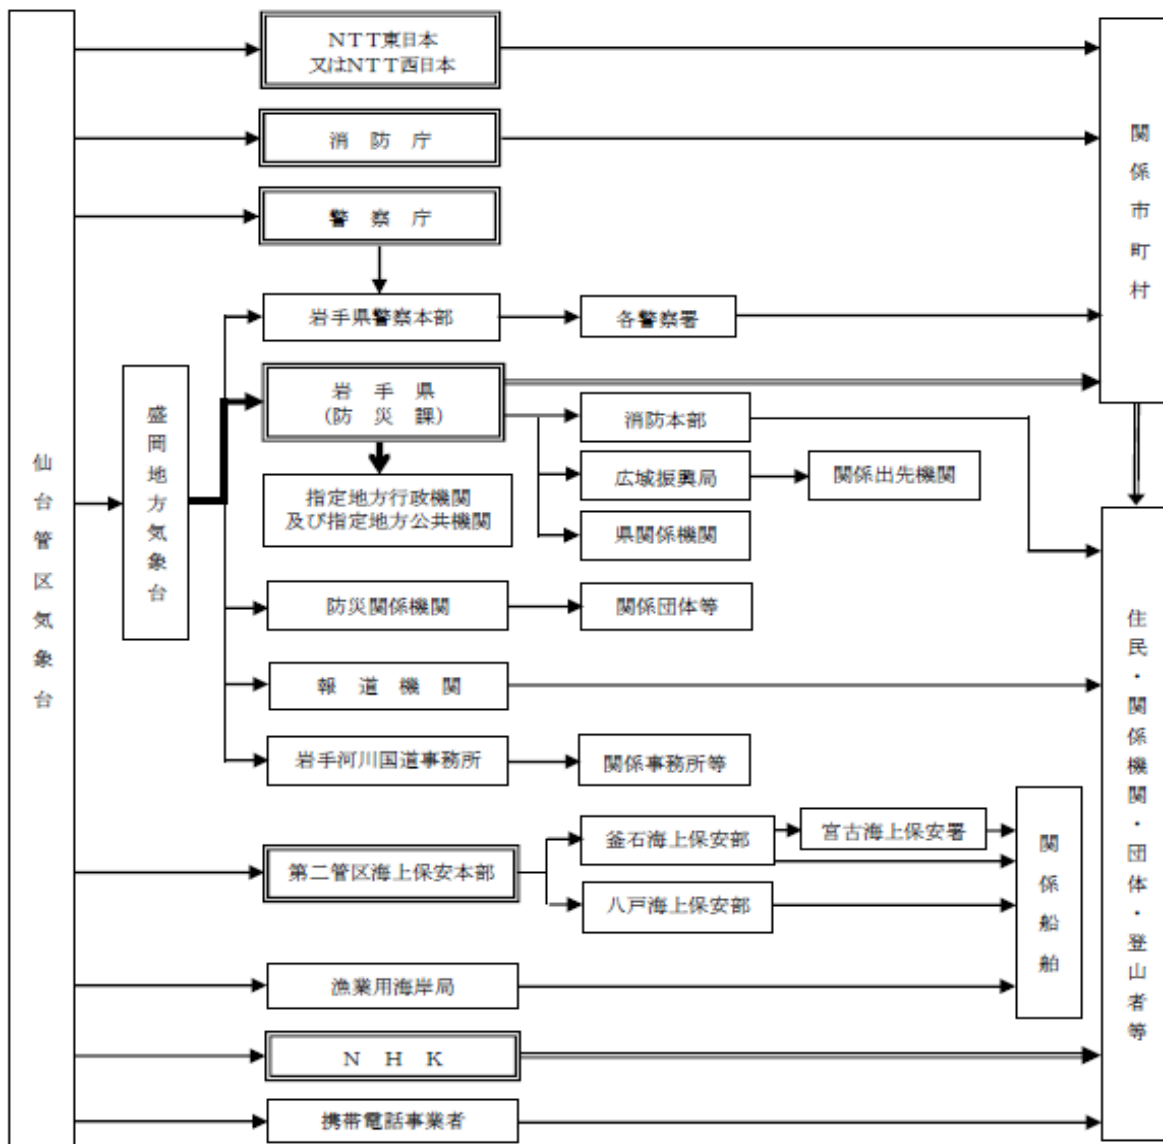 仙台管区気象台
盛岡地方気象台
NTT東日本
又はNTT西日本
消防庁
警察庁
岩手県警察本部
各警察署
岩手県
(防災課)
消防本部
広域振興局
関係出先機関
県関係機関
指定地方行政機関
及び指定地方公共機関
防災関係機関
関係団体等
報道機関
岩手河川国道事務所
関係事務所等
第二管区海上保安本部
釜石海上保安部
宮古海上保安署
八戸海上保安部
漁業用海岸局
NHK
携帯電話事業者
関係船舶
関係市町村
住民・関係機関・団体・登山者等